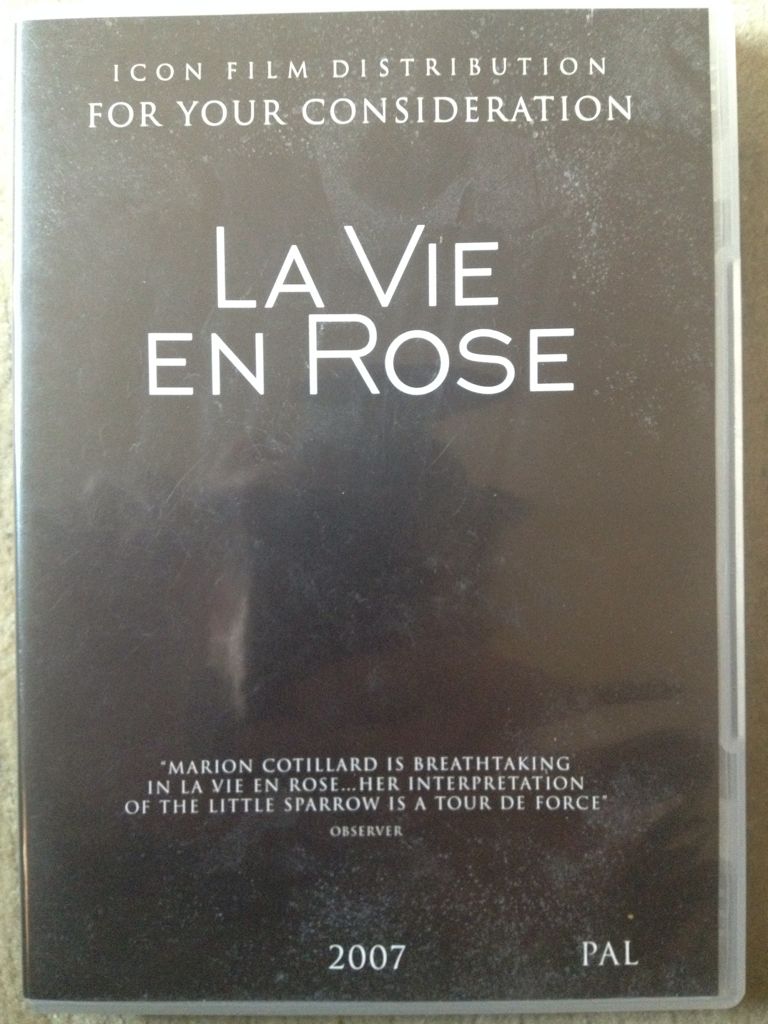 ICON FILM DISTRIBUTION
FOR YOUR CONSIDERATION
LA VIE
EN ROSE
"MARION COTILLARD IS BREATHTAKING
IN LA VIE EN ROSE...HER INTERPRETATION
OF THE LITTLE SPARROW IS A TOUR DE FORCE"
OBSERVER
2007 PAL